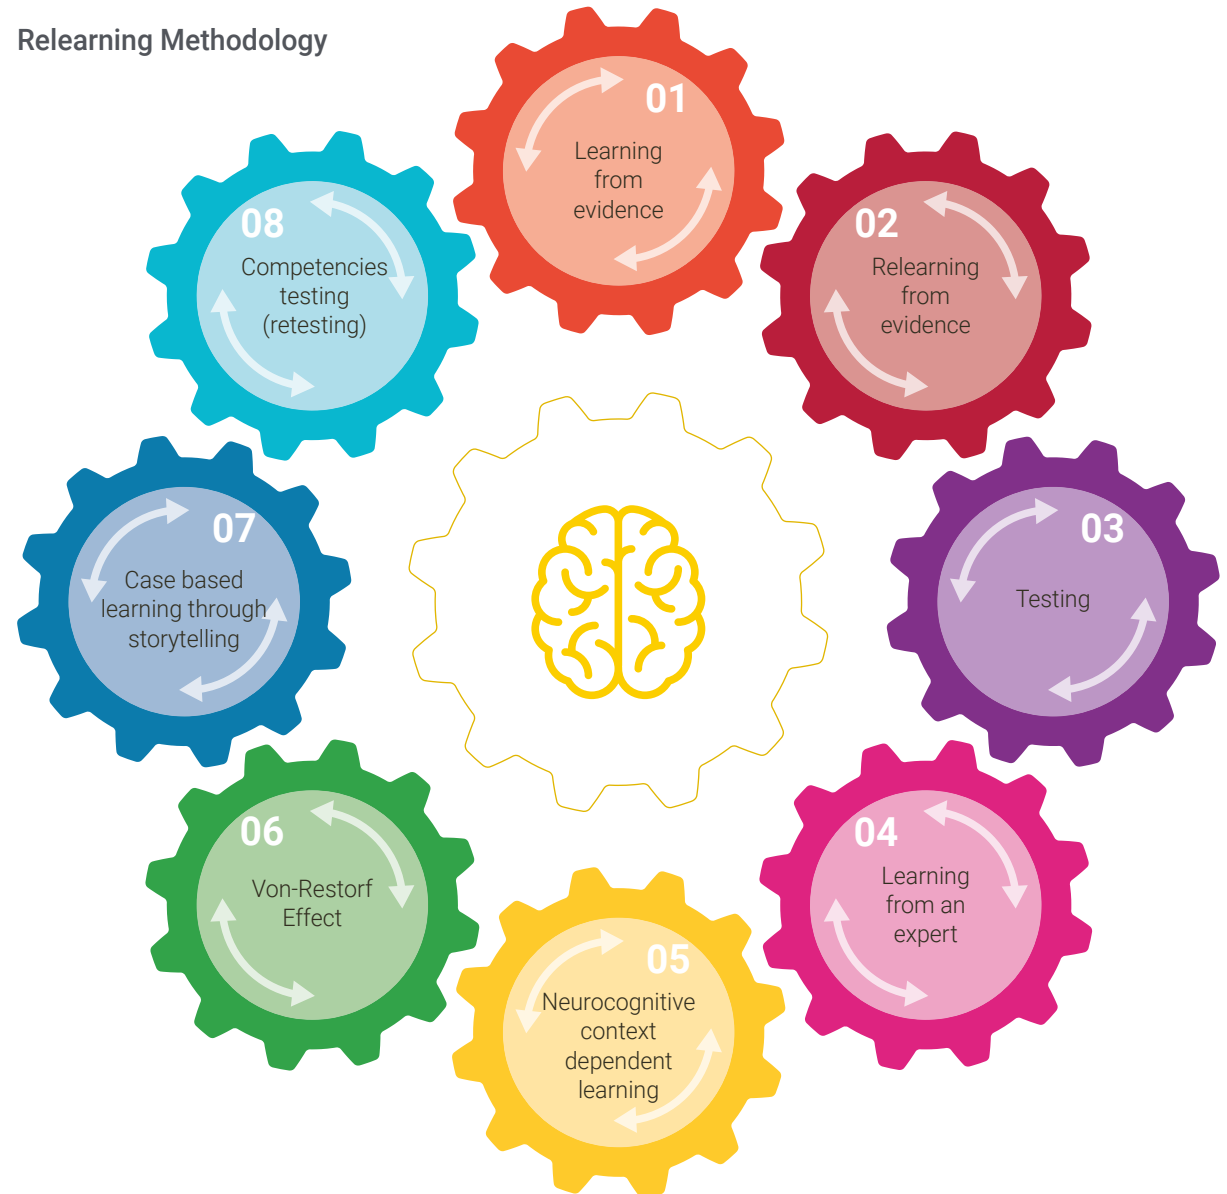 Relearning Methodology
01
Learning
from
evidence
02
Relearning
from
evidence
03
Testing
04
Learning
from an
expert
05
Neurocognitive
context
dependent
learning
06
Von-Restorf
Effect
07
Case based
learning through
storytelling
08
Competencies
testing
(retesting)